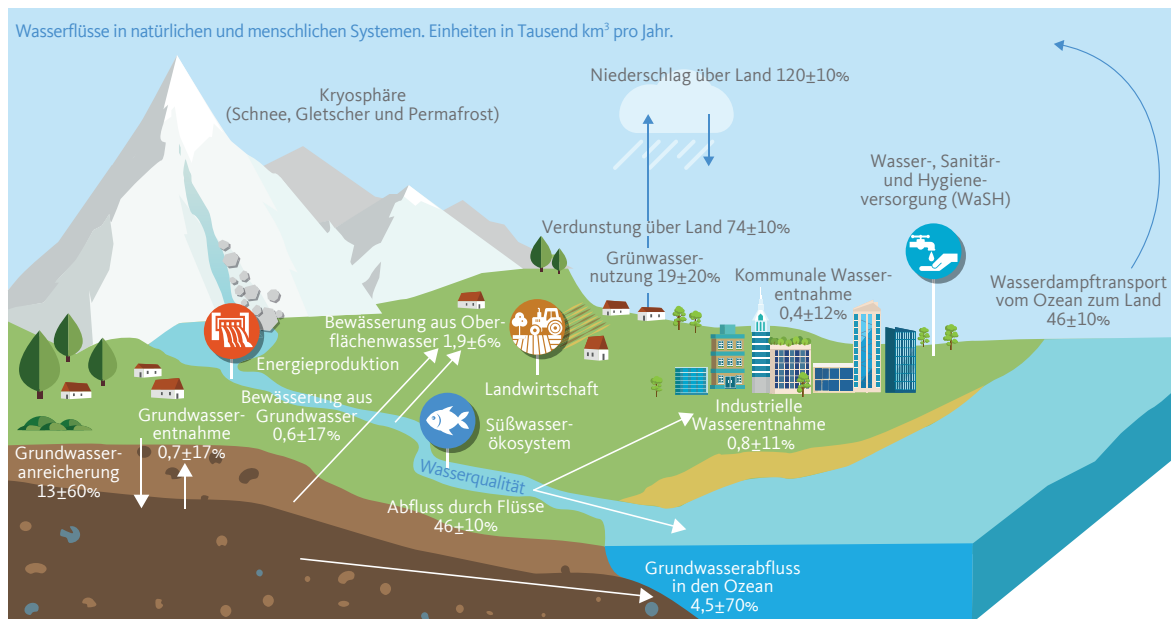 Wasserflüsse in natürlichen und menschlichen Systemen. Einheiten in Tausend km³ pro Jahr.
Niederschlag über Land 120±10%
Kryosphäre
(Schnee, Gletscher und Permafrost)
Wasser-, Sanitär-
und Hygiene-
versorgung (WaSH)
Verdunstung über Land 74±10%
Grünwasser-
nutzung 19±20%
Kommunale Wasser-
entnahme
0,4±12%
Wasserdampftransport
vom Ozean zum Land
46±10%
Bewässerung aus Ober-
flächenwasser 1,9±6%
Energieproduktion
Landwirtschaft
Bewässerung aus
Grundwasser
0,6±17%
Grundwasser-
entnahme
0,7±17%
Süßwasser-
ökosystem
Industrielle
Wasserentnahme
0,8±11%
Grundwasser-
anreicherung
13±60%
Wasserqualität
Abfluss durch Flüsse
46±10%
Grundwasserabfluss
in den Ozean
4,5±70%